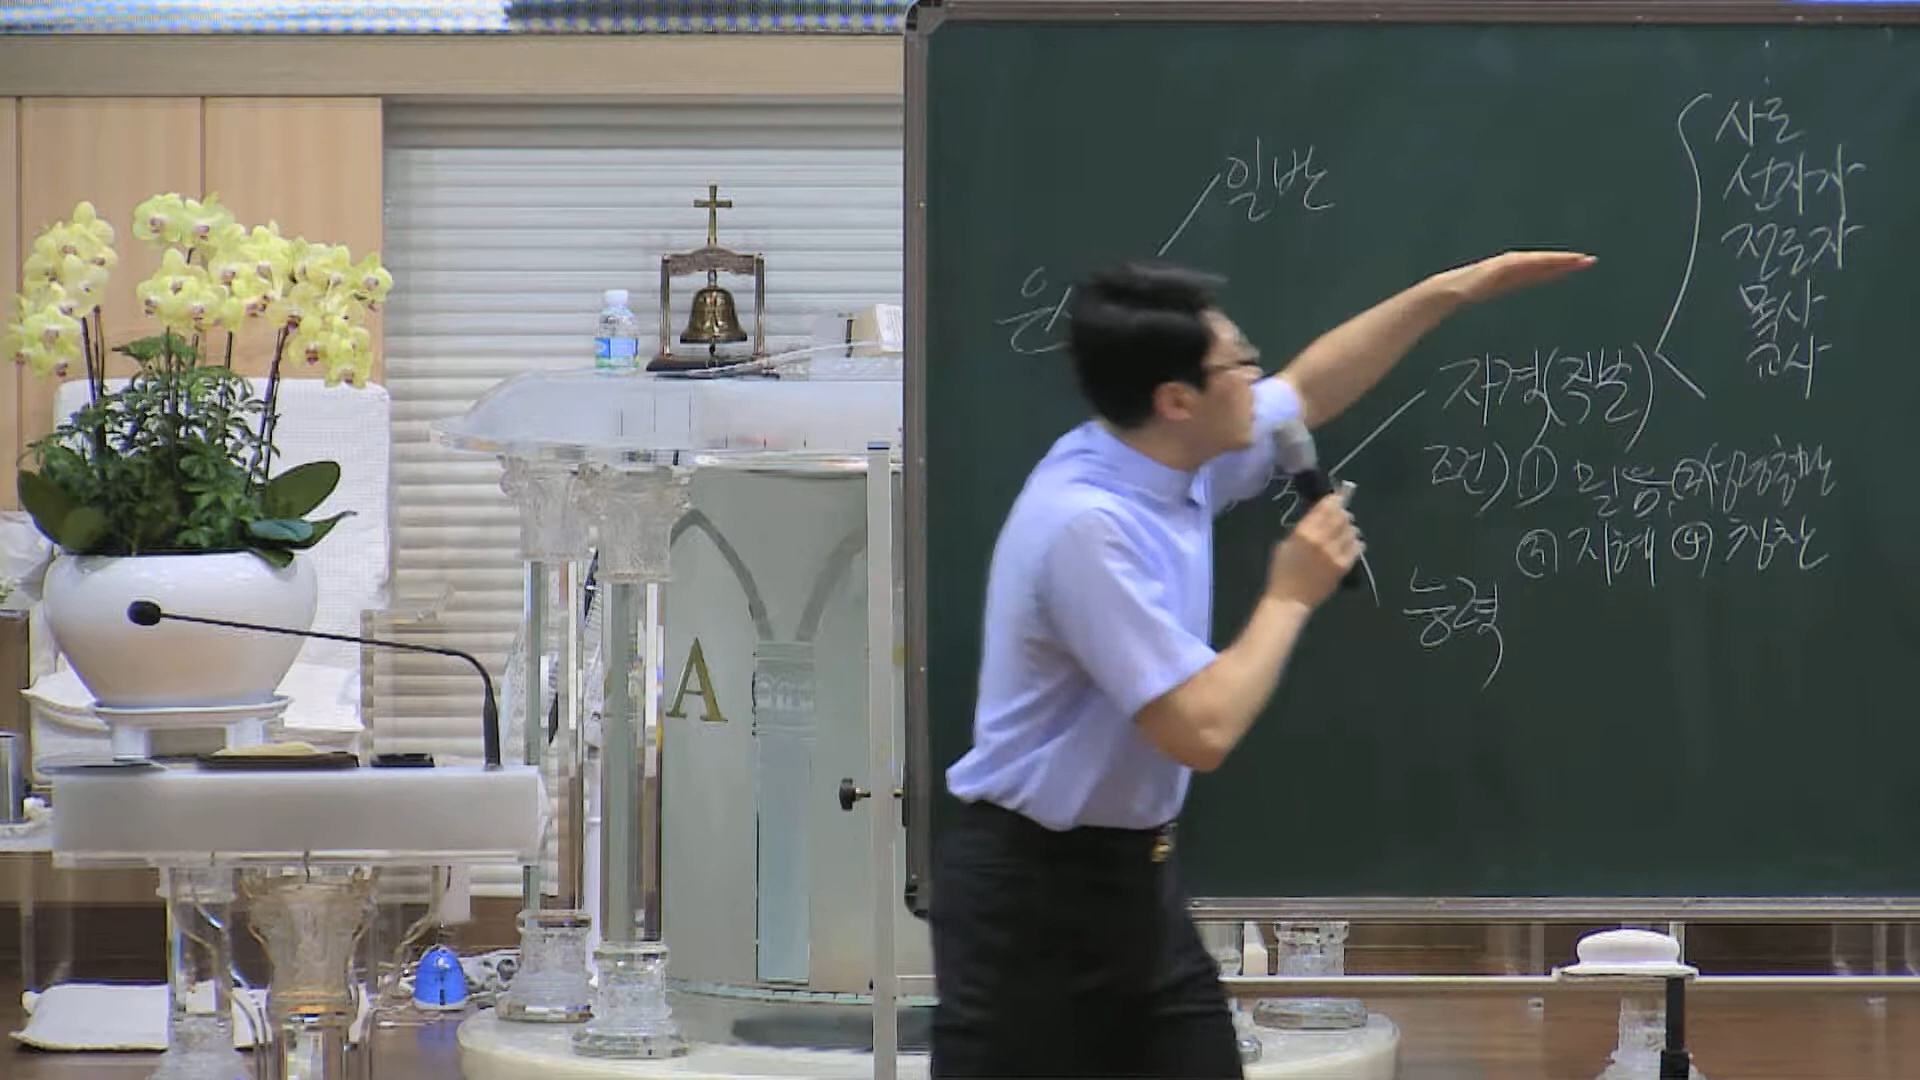 사도
선지자
전도자
목사
교사
일반
은
자격(직분)
조건) ① 믿음, ② 성령충만
③ 지혜 ④ 칭찬
능력
A